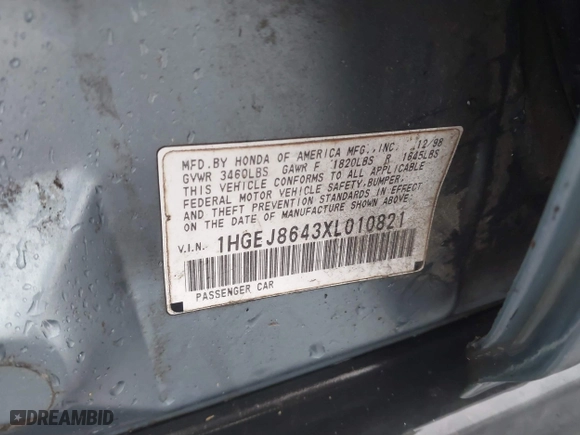 MFD.BY HONDA OF AMERICA MFG.,INC. 12/98
GVWR 3460LBS GAWR F 1820LBS R 1645LBS
THIS VEHICLE CONFORMS TO ALL APPLICABLE
FEDERAL MOTOR VEHICLE SAFETY,BUMPER,
AND THEFT PREVENTION STANDARDS IN EFFECT
ON THE DATE OF MANUFACTURE SHOWN ABOVE.
V.I.N. 1HGEJ8643XL010821
PASSENGER CAR
DREAMBID